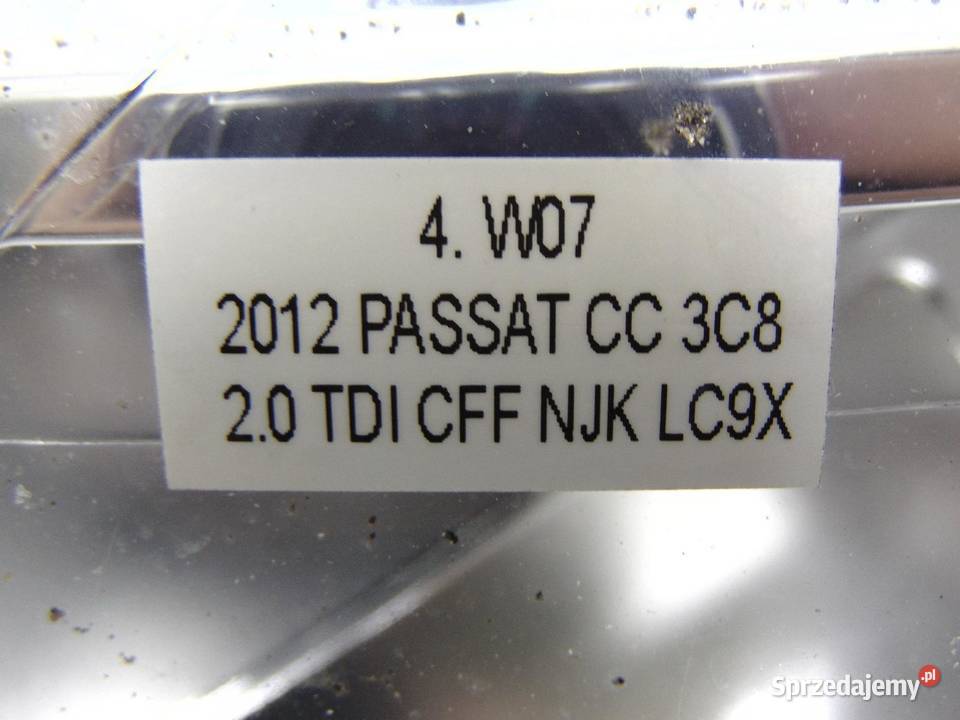 4. W07
2012 PASSAT CC 3C8
2.0 TDI CFF NJK LC9X
Sprzedajemy.pl